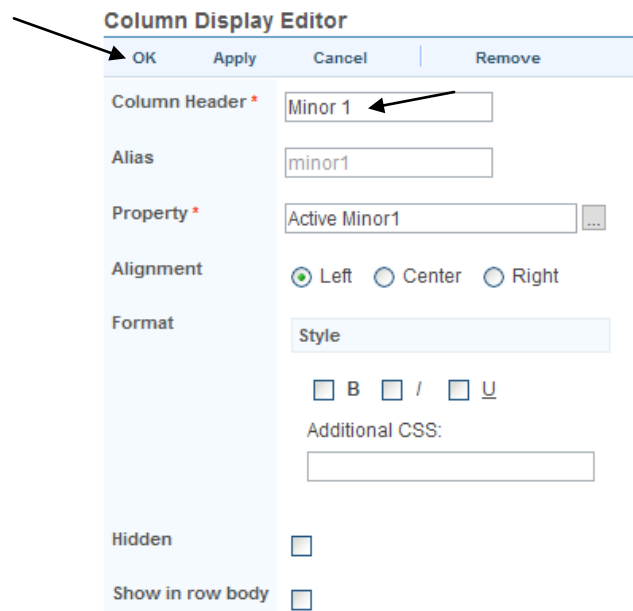 Column Display Editor
OK Apply Cancel Remove
Column Header * Minor 1
Alias minor1
Property * Active Minor1 ...
Alignment Left Center Right
Format Style
B I U
Additional CSS:
Hidden
Show in row body